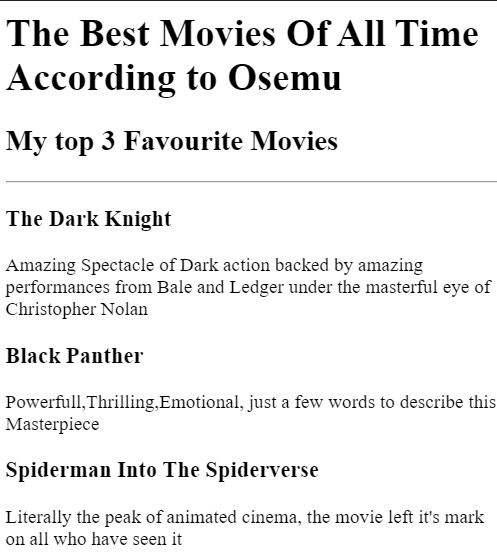 The Best Movies Of All Time
According to Osemu
My top 3 Favourite Movies
The Dark Knight
Amazing Spectacle of Dark action backed by amazing
performances from Bale and Ledger under the masterful eye of
Christopher Nolan
Black Panther
Powerfull,Thrilling,Emotional, just a few words to describe this
Masterpiece
Spiderman Into The Spiderverse
Literally the peak of animated cinema, the movie left it's mark
on all who have seen it